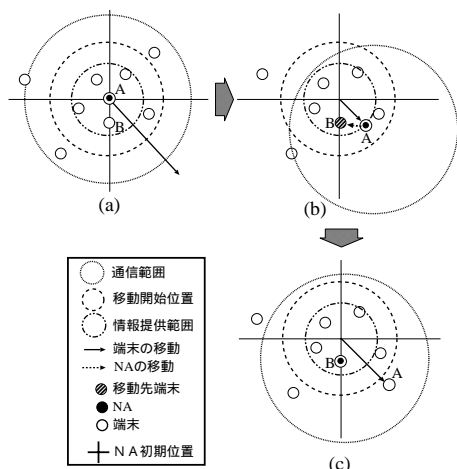 A
B
(a)
B
A
(b)
通信範囲
移動開始位置
情報提供範囲
端末の移動
NAの移動
移動先端末
NA
端末
ＮＡ初期位置
B
A
(c)